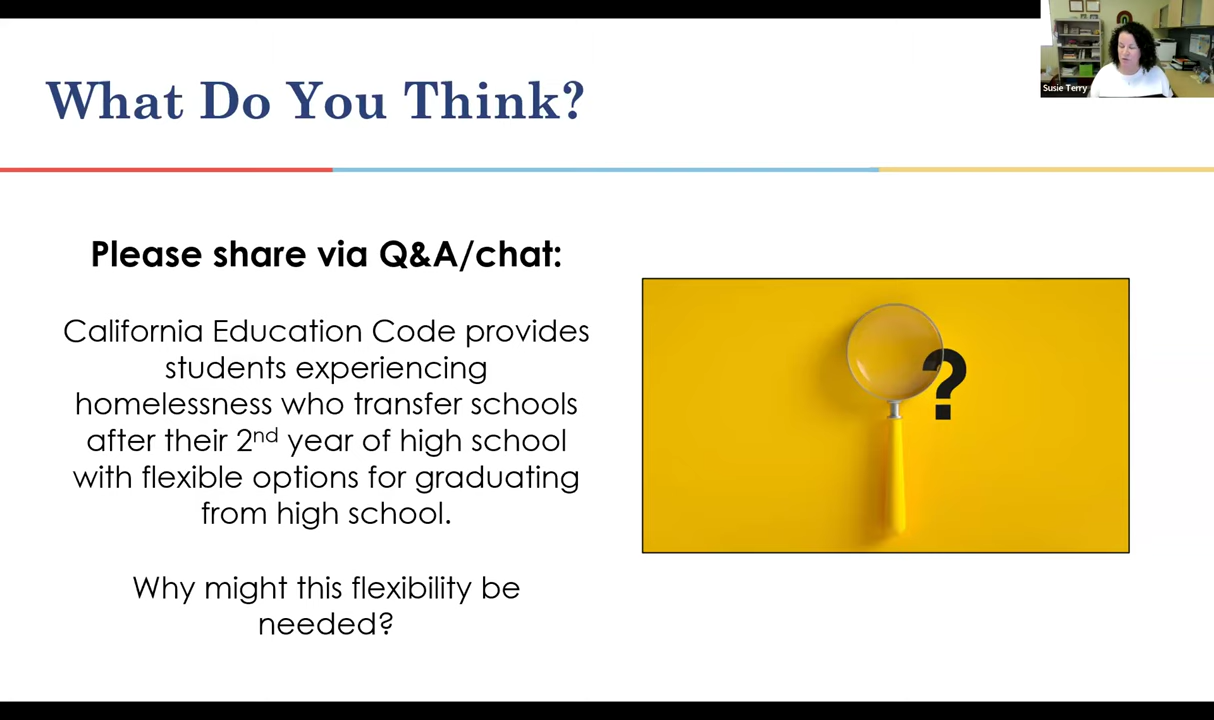 What Do You Think?
Susie Terry
Please share via Q&A/chat:
California Education Code provides
students experiencing
homelessness who transfer schools
after their 2nd year of high school
with flexible options for graduating
from high school.
Why might this flexibility be
needed?
?